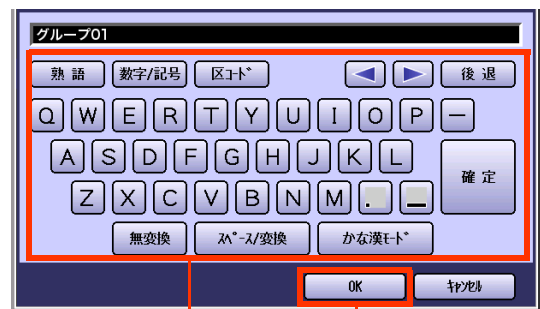 グループ01
熟 語 数字/記号 区ｺｰﾄﾞ ◀ ▶ 後 退
Q W E R T Y U I O P ー
A S D F G H J K L 確 定
Z X C V B N M . _
無変換 ｽﾍﾟｰｽ/変換 かな漢ﾓｰﾄﾞ
OK ｷｬﾝｾﾙ